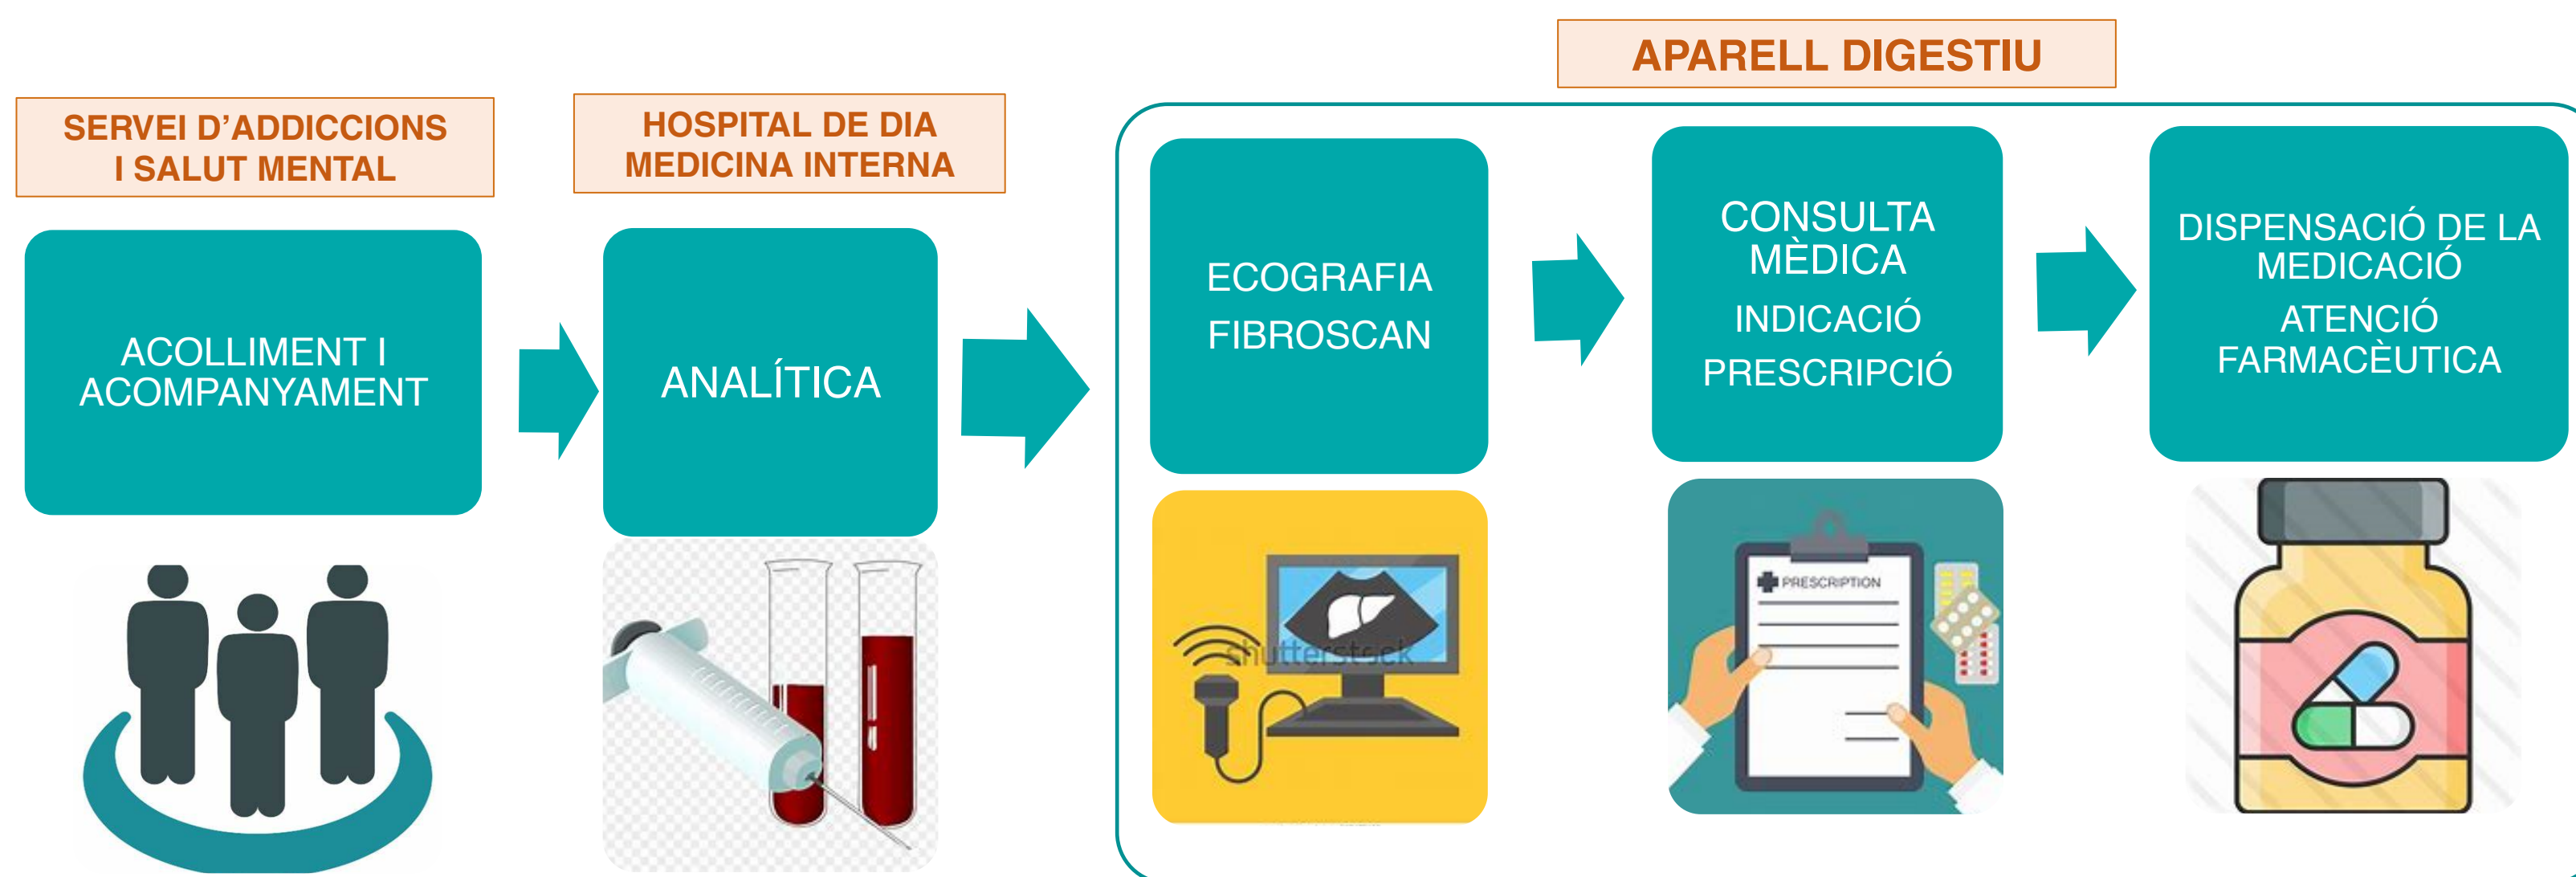 APARELL DIGESTIU
SERVEI D'ADDICCIONS
I SALUT MENTAL
HOSPITAL DE DIA
MEDICINA INTERNA
ACOLLIMENT I
ACOMPANYAMENT
ANALÍTICA
ECOGRAFIA
FIBROSCAN
CONSULTA
MÈDICA
INDICACIÓ
PRESCRIPCIÓ
DISPENSACIÓ DE LA
MEDICACIÓ
ATENCIÓ
FARMACÈUTICA
shutterstock
PRESCRIPTION